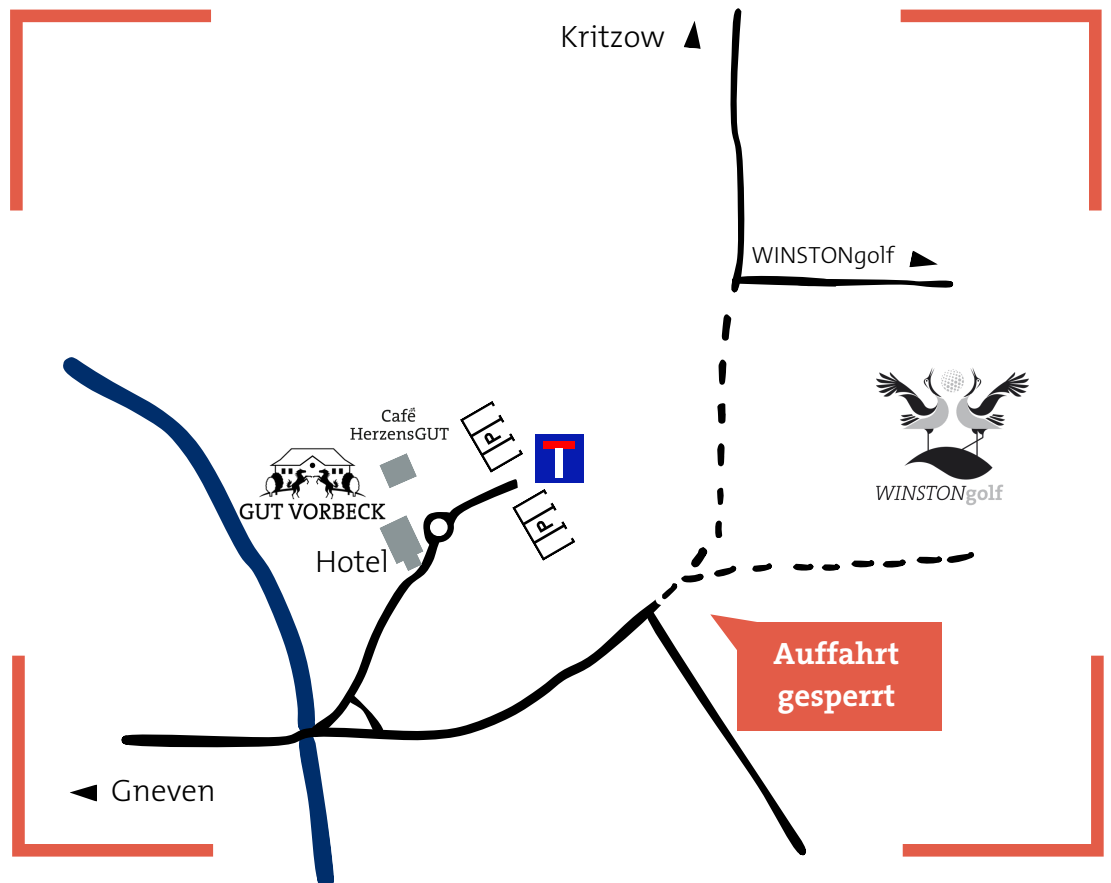 Kritzow
WINSTONgolf
Café
HerzensGUT
P
GUT VORBECK
P
WINSTONgolf
Hotel
Auffahrt
gesperrt
Gneven